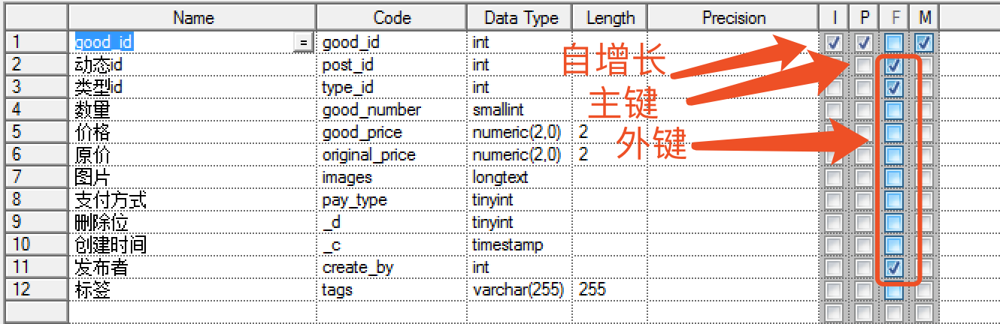 Name Code Data Type Length Precision I P F M
1 good_id = good_id int
2 动态id post_id int
3 类型id type_id int
4 数量 good_number smallint
5 价格 good_price numeric(2,0) 2
6 原价 original_price numeric(2,0) 2
7 图片 images longtext
8 支付方式 pay_type tinyint
9 删除位 _d tinyint
10 创建时间 _c timestamp
11 发布者 create_by int
12 标签 tags varchar(255) 255
自增长
主键
外键